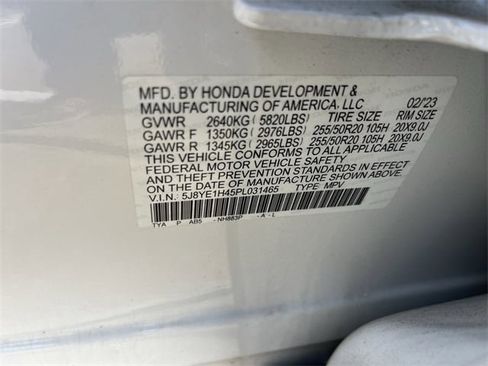 MFD. BY HONDA DEVELOPMENT & 02/'23
MANUFACTURING OF AMERICA, LLC
GVWR 2640KG (5820LBS) TIRE SIZE RIM SIZE
GAWR F 1350KG (2976LBS) 255/50R20 105H 20X9.0J
GAWR R 1345KG (2965LBS) 255/50R20 105H 20X9.0J
THIS VEHICLE CONFORMS TO ALL APPLICABLE
FEDERAL MOTOR VEHICLE SAFETY
AND THEFT PREVENTION STANDARDS IN EFFECT
ON THE DATE OF MANUFACTURE SHOWN ABOVE.
V.I.N.: 5J8YE1H45PL031465 TYPE MPV
TYA P AB5 - NH883P - A - L